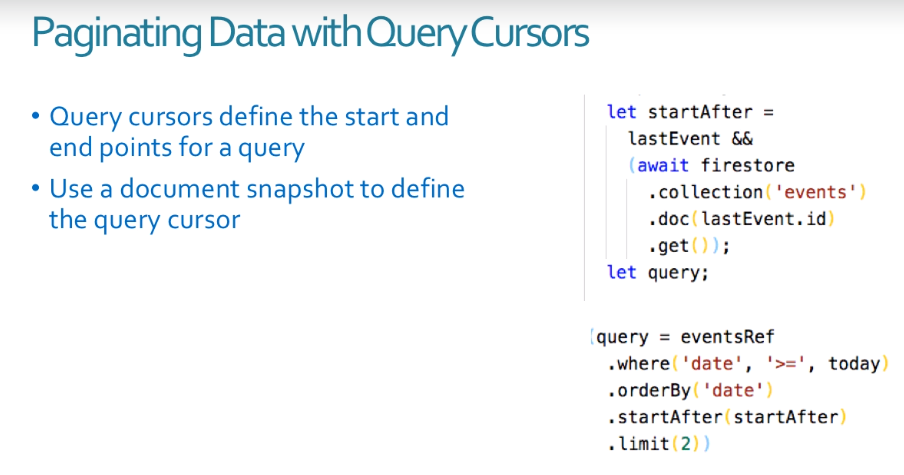 Paginating Data with Query Cursors
• Query cursors define the start and
end points for a query
• Use a document snapshot to define
the query cursor
let startAfter =
lastEvent &&
(await firestore
.collection('events')
.doc(lastEvent.id)
.get());
let query;
(query = eventsRef
.where('date', '>=', today)
.orderBy('date')
.startAfter(startAfter)
.limit(2))